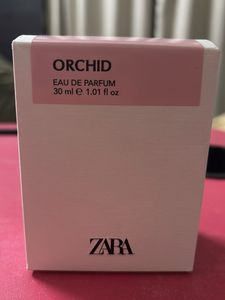 ORCHID
EAU DE PARFUM
30 ml ℮ 1.01 fl oz
ZARA